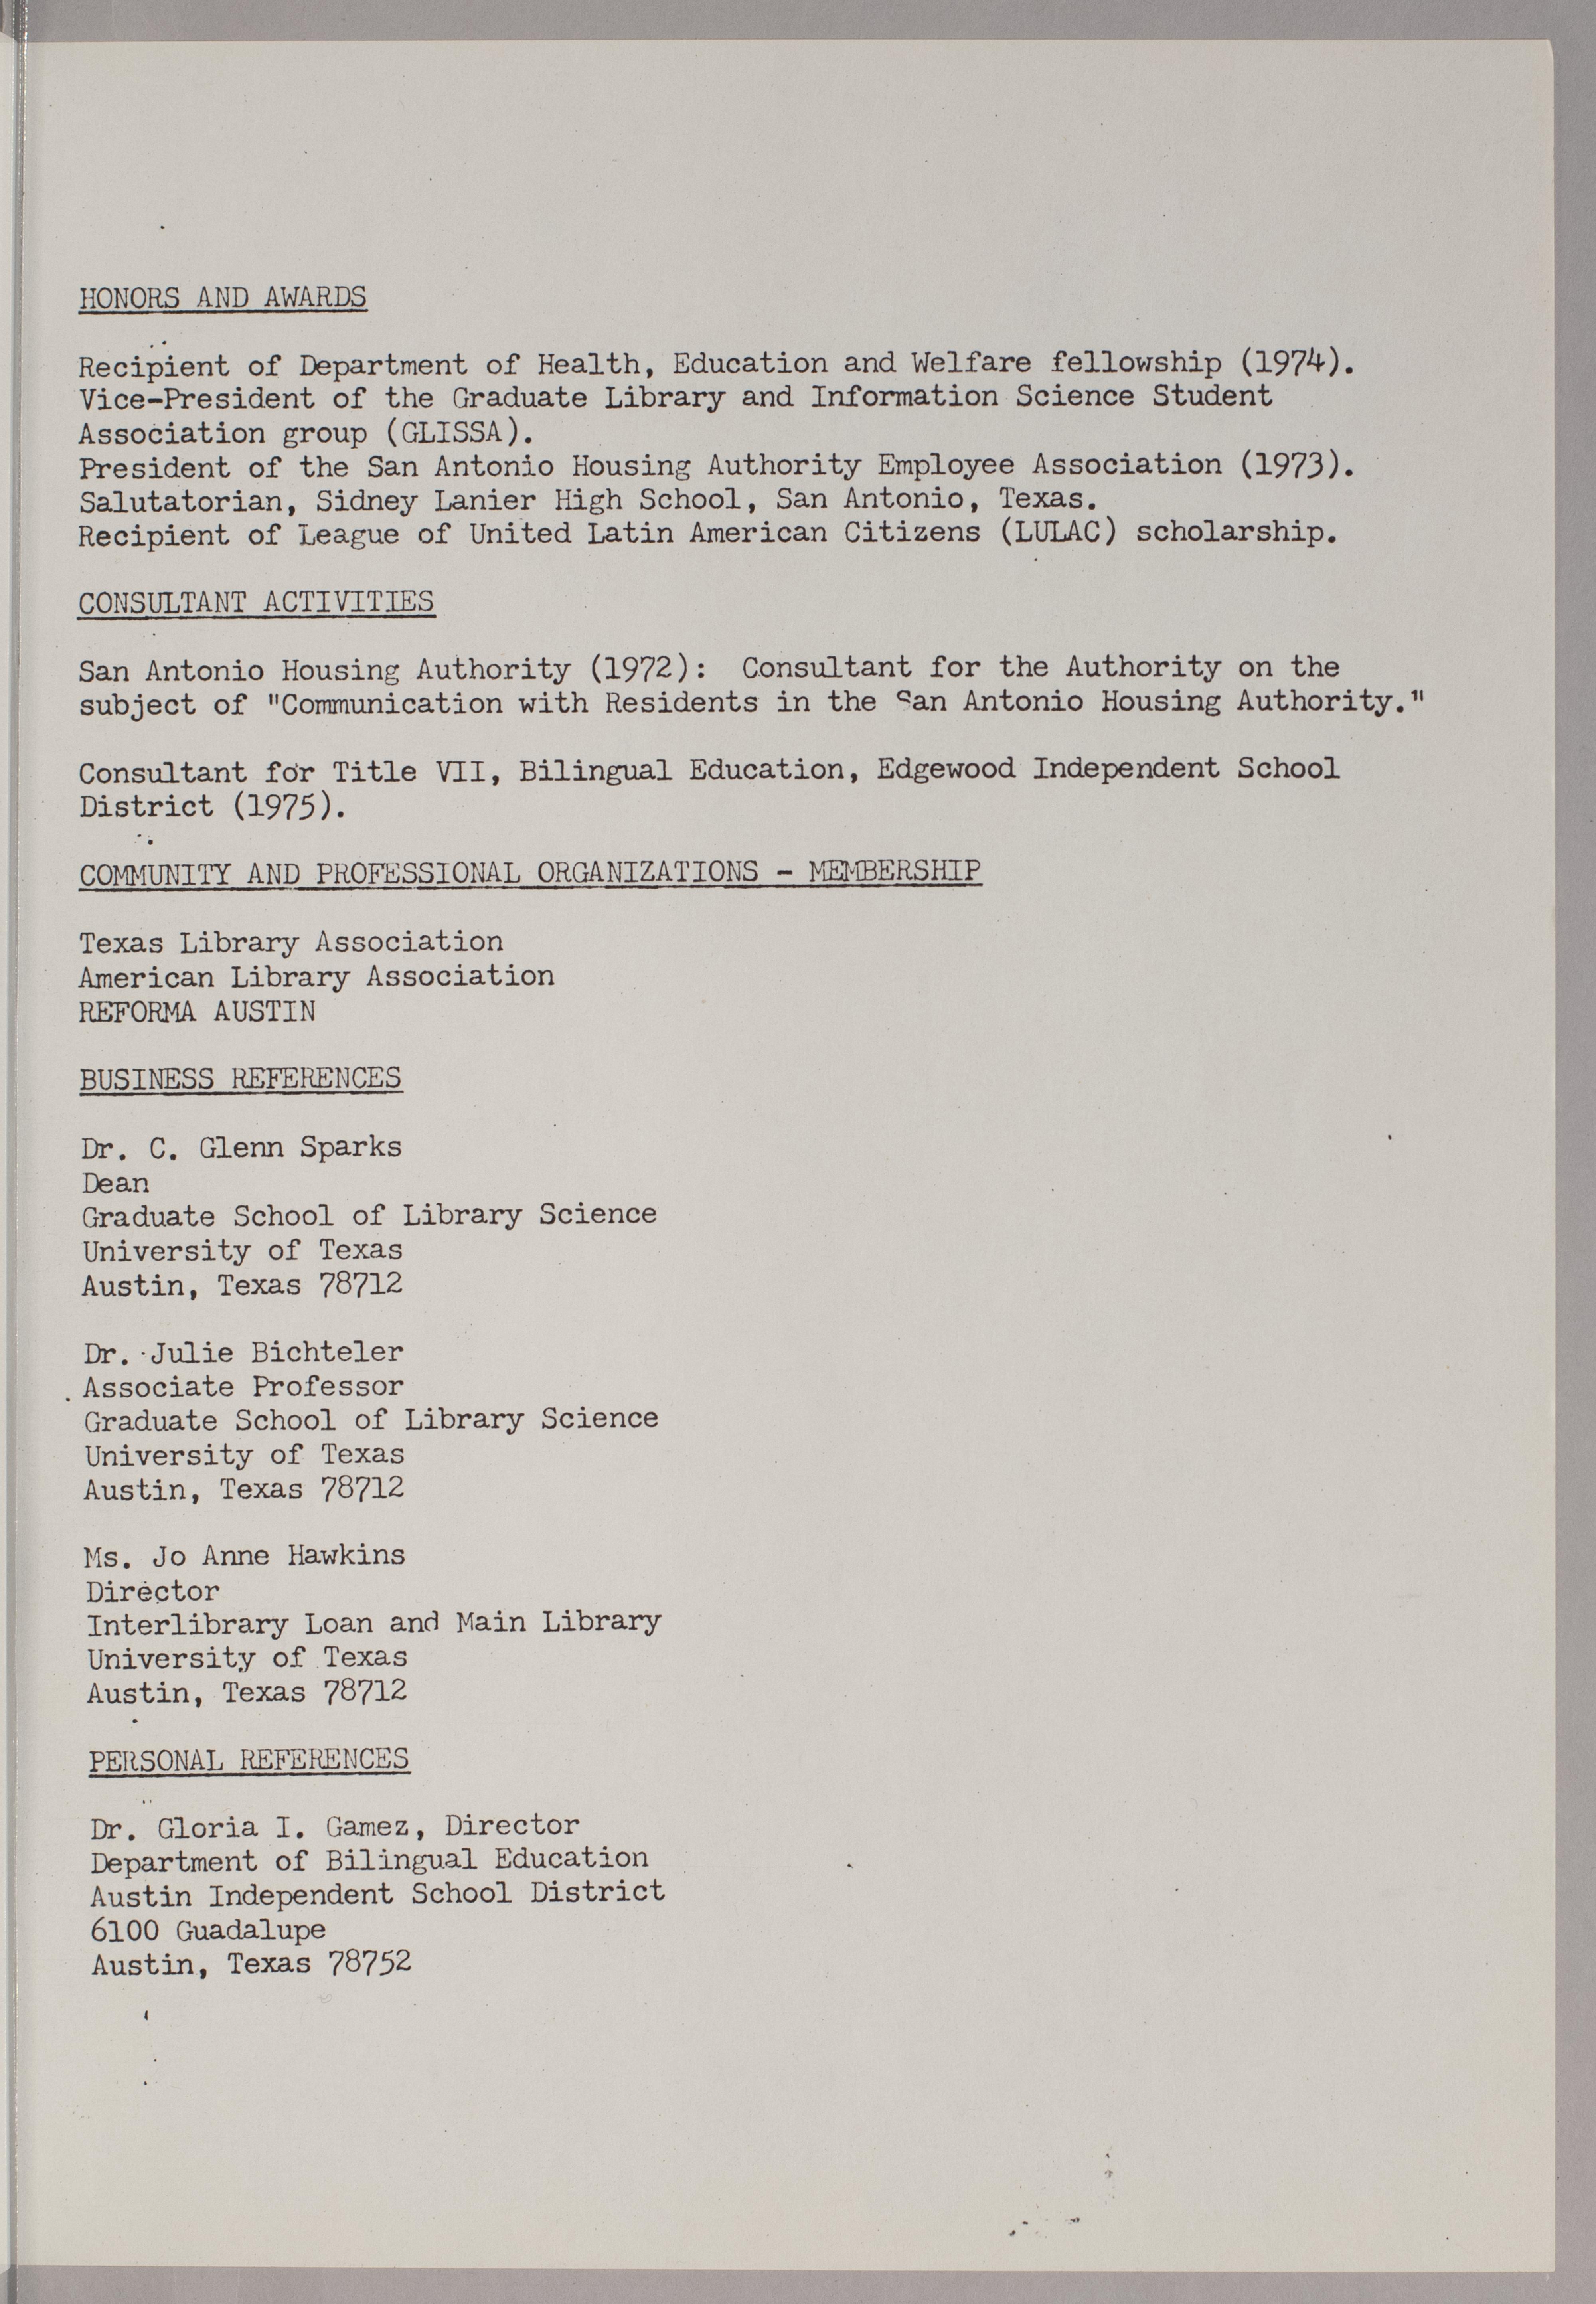 HONORS AND AWARDS
Recipient of Department of Health, Education and Welfare fellowship (1974).
Vice-President of the Graduate Library and Information Science Student
Association group (GLISSA).
President of the San Antonio Housing Authority Employee Association (1973).
Salutatorian, Sidney Lanier High School, San Antonio, Texas.
Recipient of League of United Latin American Citizens (LULAC) scholarship.
CONSULTANT ACTIVITIES
San Antonio Housing Authority (1972):  Consultant for the Authority on the
subject of "Communication with Residents in the San Antonio Housing Authority."
Consultant for Title VII, Bilingual Education, Edgewood Independent School
District (1975).
COMMUNITY AND PROFESSIONAL ORGANIZATIONS - MEMBERSHIP
Texas Library Association
American Library Association
REFORMA AUSTIN
BUSINESS REFERENCES
Dr. C. Glenn Sparks
Dean
Graduate School of Library Science
University of Texas
Austin, Texas 78712
Dr. Julie Bichteler
Associate Professor
Graduate School of Library Science
University of Texas
Austin, Texas 78712
Ms. Jo Anne Hawkins
Director
Interlibrary Loan and Main Library
University of Texas
Austin, Texas 78712
PERSONAL REFERENCES
Dr. Gloria I. Gamez, Director
Department of Bilingual Education
Austin Independent School District
6100 Guadalupe
Austin, Texas 78752